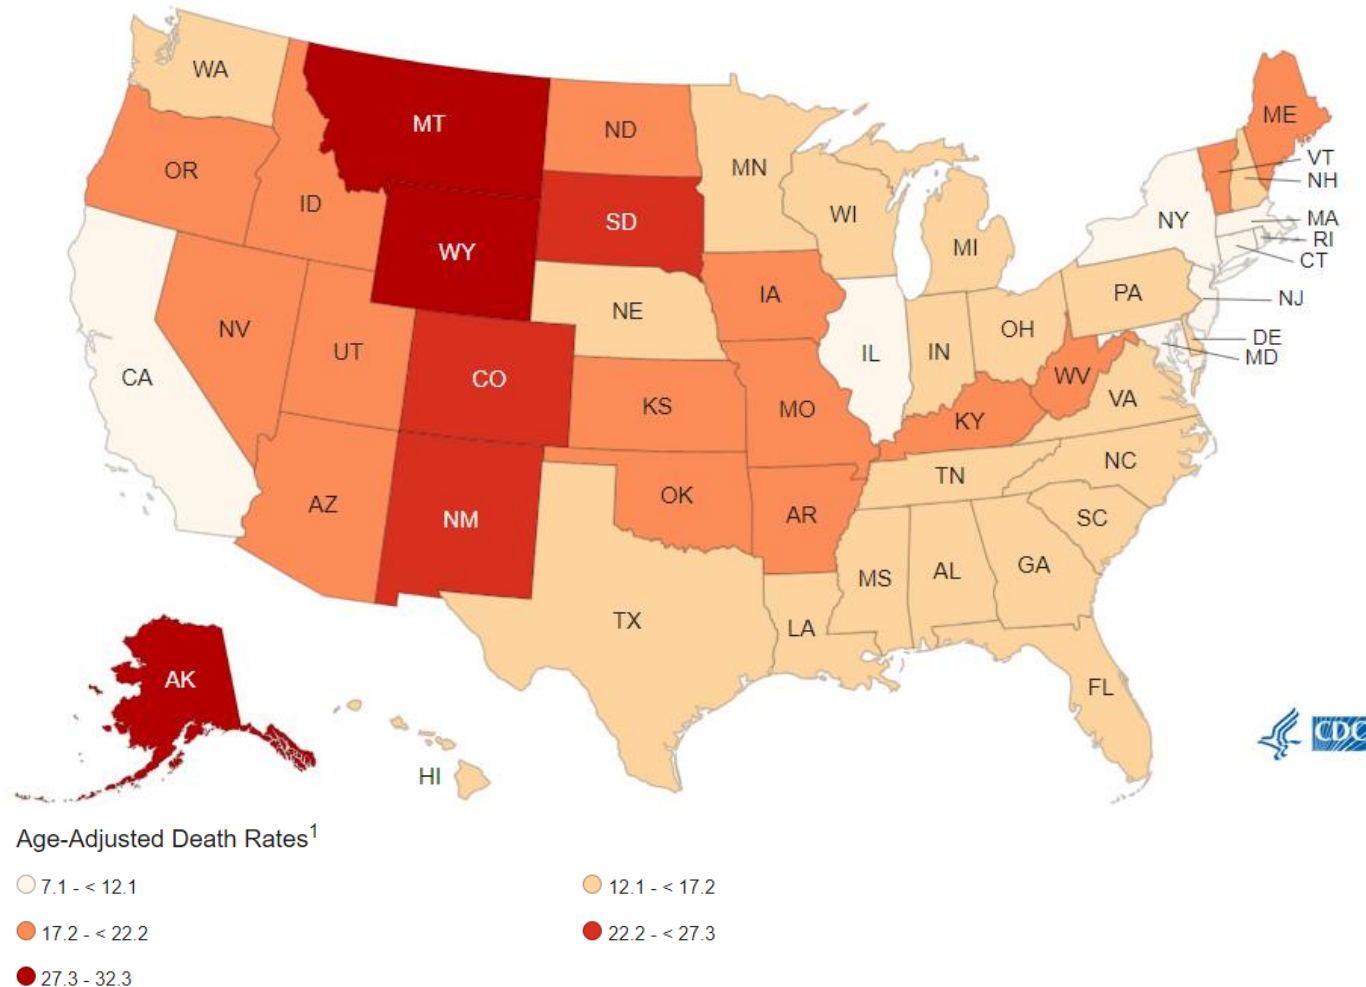 WA
MT
ND
MN
ME
OR
ID
SD
WI
MI
VT
NH
NY
MA
RI
CT
WY
IA
PA
NJ
NE
NV
UT
CO
IL
IN
OH
DE
MD
CA
KS
MO
WV
VA
KY
AZ
NM
OK
AR
TN
NC
SC
MS
AL
GA
TX
LA
FL
AK
HI
CDC
Age-Adjusted Death Rates1
7.1 - < 12.1
12.1 - < 17.2
17.2 - < 22.2
22.2 - < 27.3
27.3 - 32.3